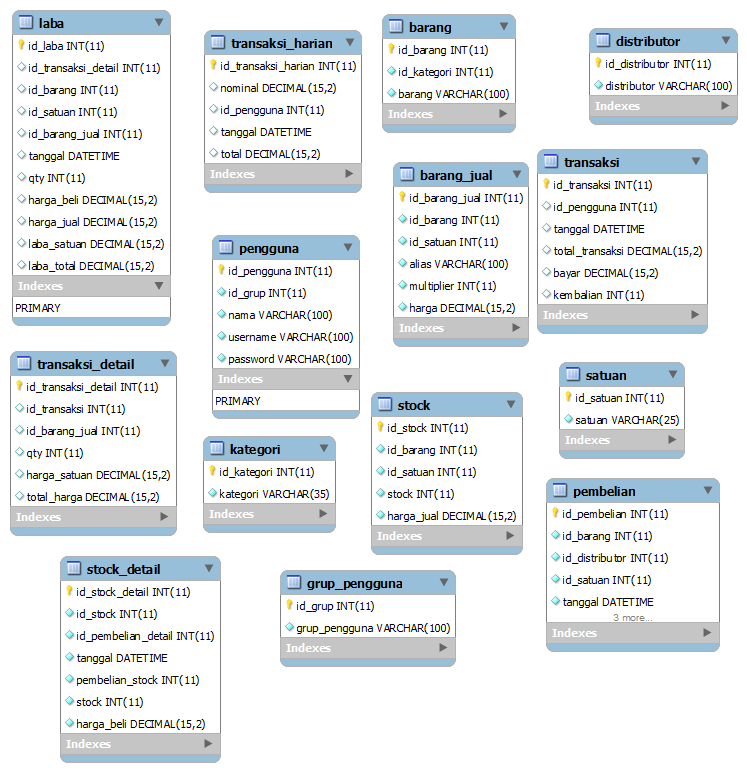 laba
id_laba INT(11)
id_transaksi_detail INT(11)
id_barang INT(11)
id_satuan INT(11)
id_barang_jual INT(11)
tanggal DATETIME
qty INT(11)
harga_beli DECIMAL(15,2)
harga_jual DECIMAL(15,2)
laba_satuan DECIMAL(15,2)
laba_total DECIMAL(15,2)
Indexes
PRIMARY
transaksi_harian
id_transaksi_harian INT(11)
nominal DECIMAL(15,2)
id_pengguna INT(11)
tanggal DATETIME
total DECIMAL(15,2)
Indexes
barang
id_barang INT(11)
id_kategori INT(11)
barang VARCHAR(100)
Indexes
distributor
id_distributor INT(11)
distributor VARCHAR(100)
Indexes
barang_jual
id_barang_jual INT(11)
id_barang INT(11)
id_satuan INT(11)
alias VARCHAR(100)
multiplier INT(11)
harga DECIMAL(15,2)
Indexes
transaksi
id_transaksi INT(11)
id_pengguna INT(11)
tanggal DATETIME
total_transaksi DECIMAL(15,2)
bayar DECIMAL(15,2)
kembalian INT(11)
Indexes
pengguna
id_pengguna INT(11)
id_grup INT(11)
nama VARCHAR(100)
username VARCHAR(100)
password VARCHAR(100)
Indexes
PRIMARY
transaksi_detail
id_transaksi_detail INT(11)
id_transaksi INT(11)
id_barang_jual INT(11)
qty INT(11)
harga_satuan DECIMAL(15,2)
total_harga DECIMAL(15,2)
Indexes
kategori
id_kategori INT(11)
kategori VARCHAR(35)
Indexes
stock
id_stock INT(11)
id_barang INT(11)
id_satuan INT(11)
stock INT(11)
harga_jual DECIMAL(15,2)
Indexes
satuan
id_satuan INT(11)
satuan VARCHAR(25)
Indexes
pembelian
id_pembelian INT(11)
id_barang INT(11)
id_distributor INT(11)
id_satuan INT(11)
tanggal DATETIME
3 more...
Indexes
stock_detail
id_stock_detail INT(11)
id_stock INT(11)
id_pembelian_detail INT(11)
tanggal DATETIME
pembelian_stock INT(11)
stock INT(11)
harga_beli DECIMAL(15,2)
Indexes
grup_pengguna
id_grup INT(11)
grup_pengguna VARCHAR(100)
Indexes